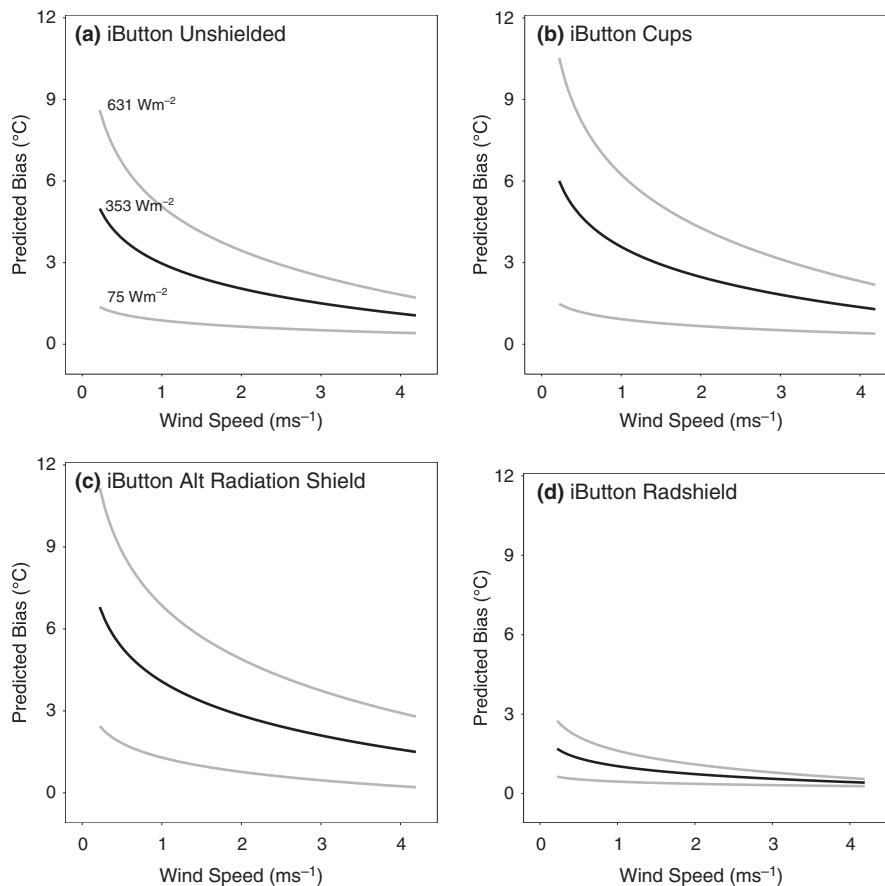 (a) iButton Unshielded
12
9
6
3
0
Predicted Bias (°C)
631 Wm⁻²
353 Wm⁻²
75 Wm⁻²
0 1 2 3 4
Wind Speed (ms⁻¹)
(b) iButton Cups
12
9
6
3
0
Predicted Bias (°C)
0 1 2 3 4
Wind Speed (ms⁻¹)
(c) iButton Alt Radiation Shield
12
9
6
3
0
Predicted Bias (°C)
0 1 2 3 4
Wind Speed (ms⁻¹)
(d) iButton Radshield
12
9
6
3
0
Predicted Bias (°C)
0 1 2 3 4
Wind Speed (ms⁻¹)